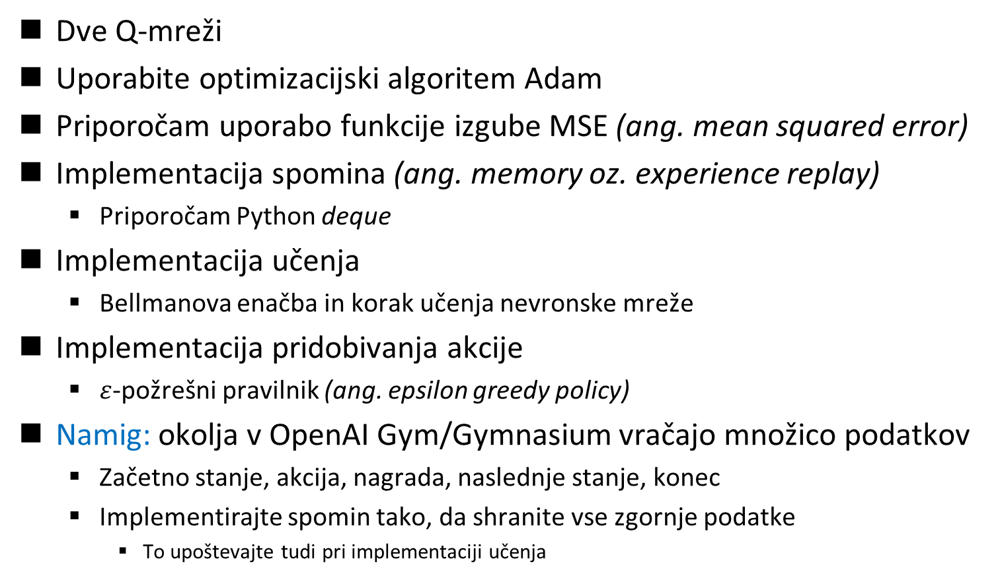 Dve Q-mreži
Uporabite optimizacijski algoritem Adam
Priporočam uporabo funkcije izgube MSE (ang. mean squared error)
Implementacija spomina (ang. memory oz. experience replay)
Priporočam Python deque
Implementacija učenja
Bellmanova enačba in korak učenja nevronske mreže
Implementacija pridobivanja akcije
𝜀-požrešni pravilnik (ang. epsilon greedy policy)
Namig: okolja v OpenAI Gym/Gymnasium vračajo množico podatkov
Začetno stanje, akcija, nagrada, naslednje stanje, konec
Implementirajte spomin tako, da shranite vse zgornje podatke
To upoštevajte tudi pri implementaciji učenja